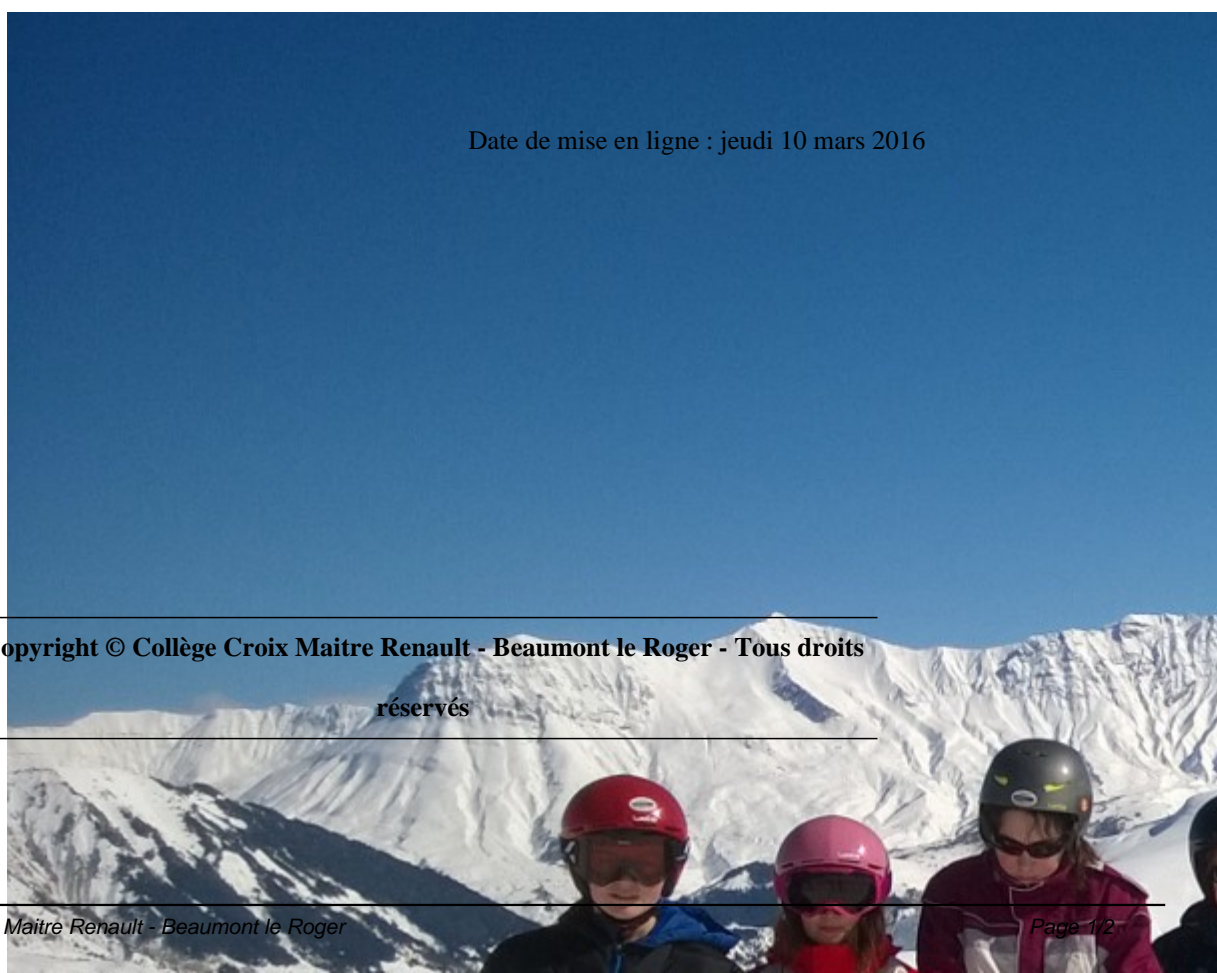 Date de mise en ligne : jeudi 10 mars 2016
opyright © Collège Croix Maitre Renault - Beaumont le Roger - Tous droits
réservés
Maitre Renault - Beaumont le Roger Page 1/2